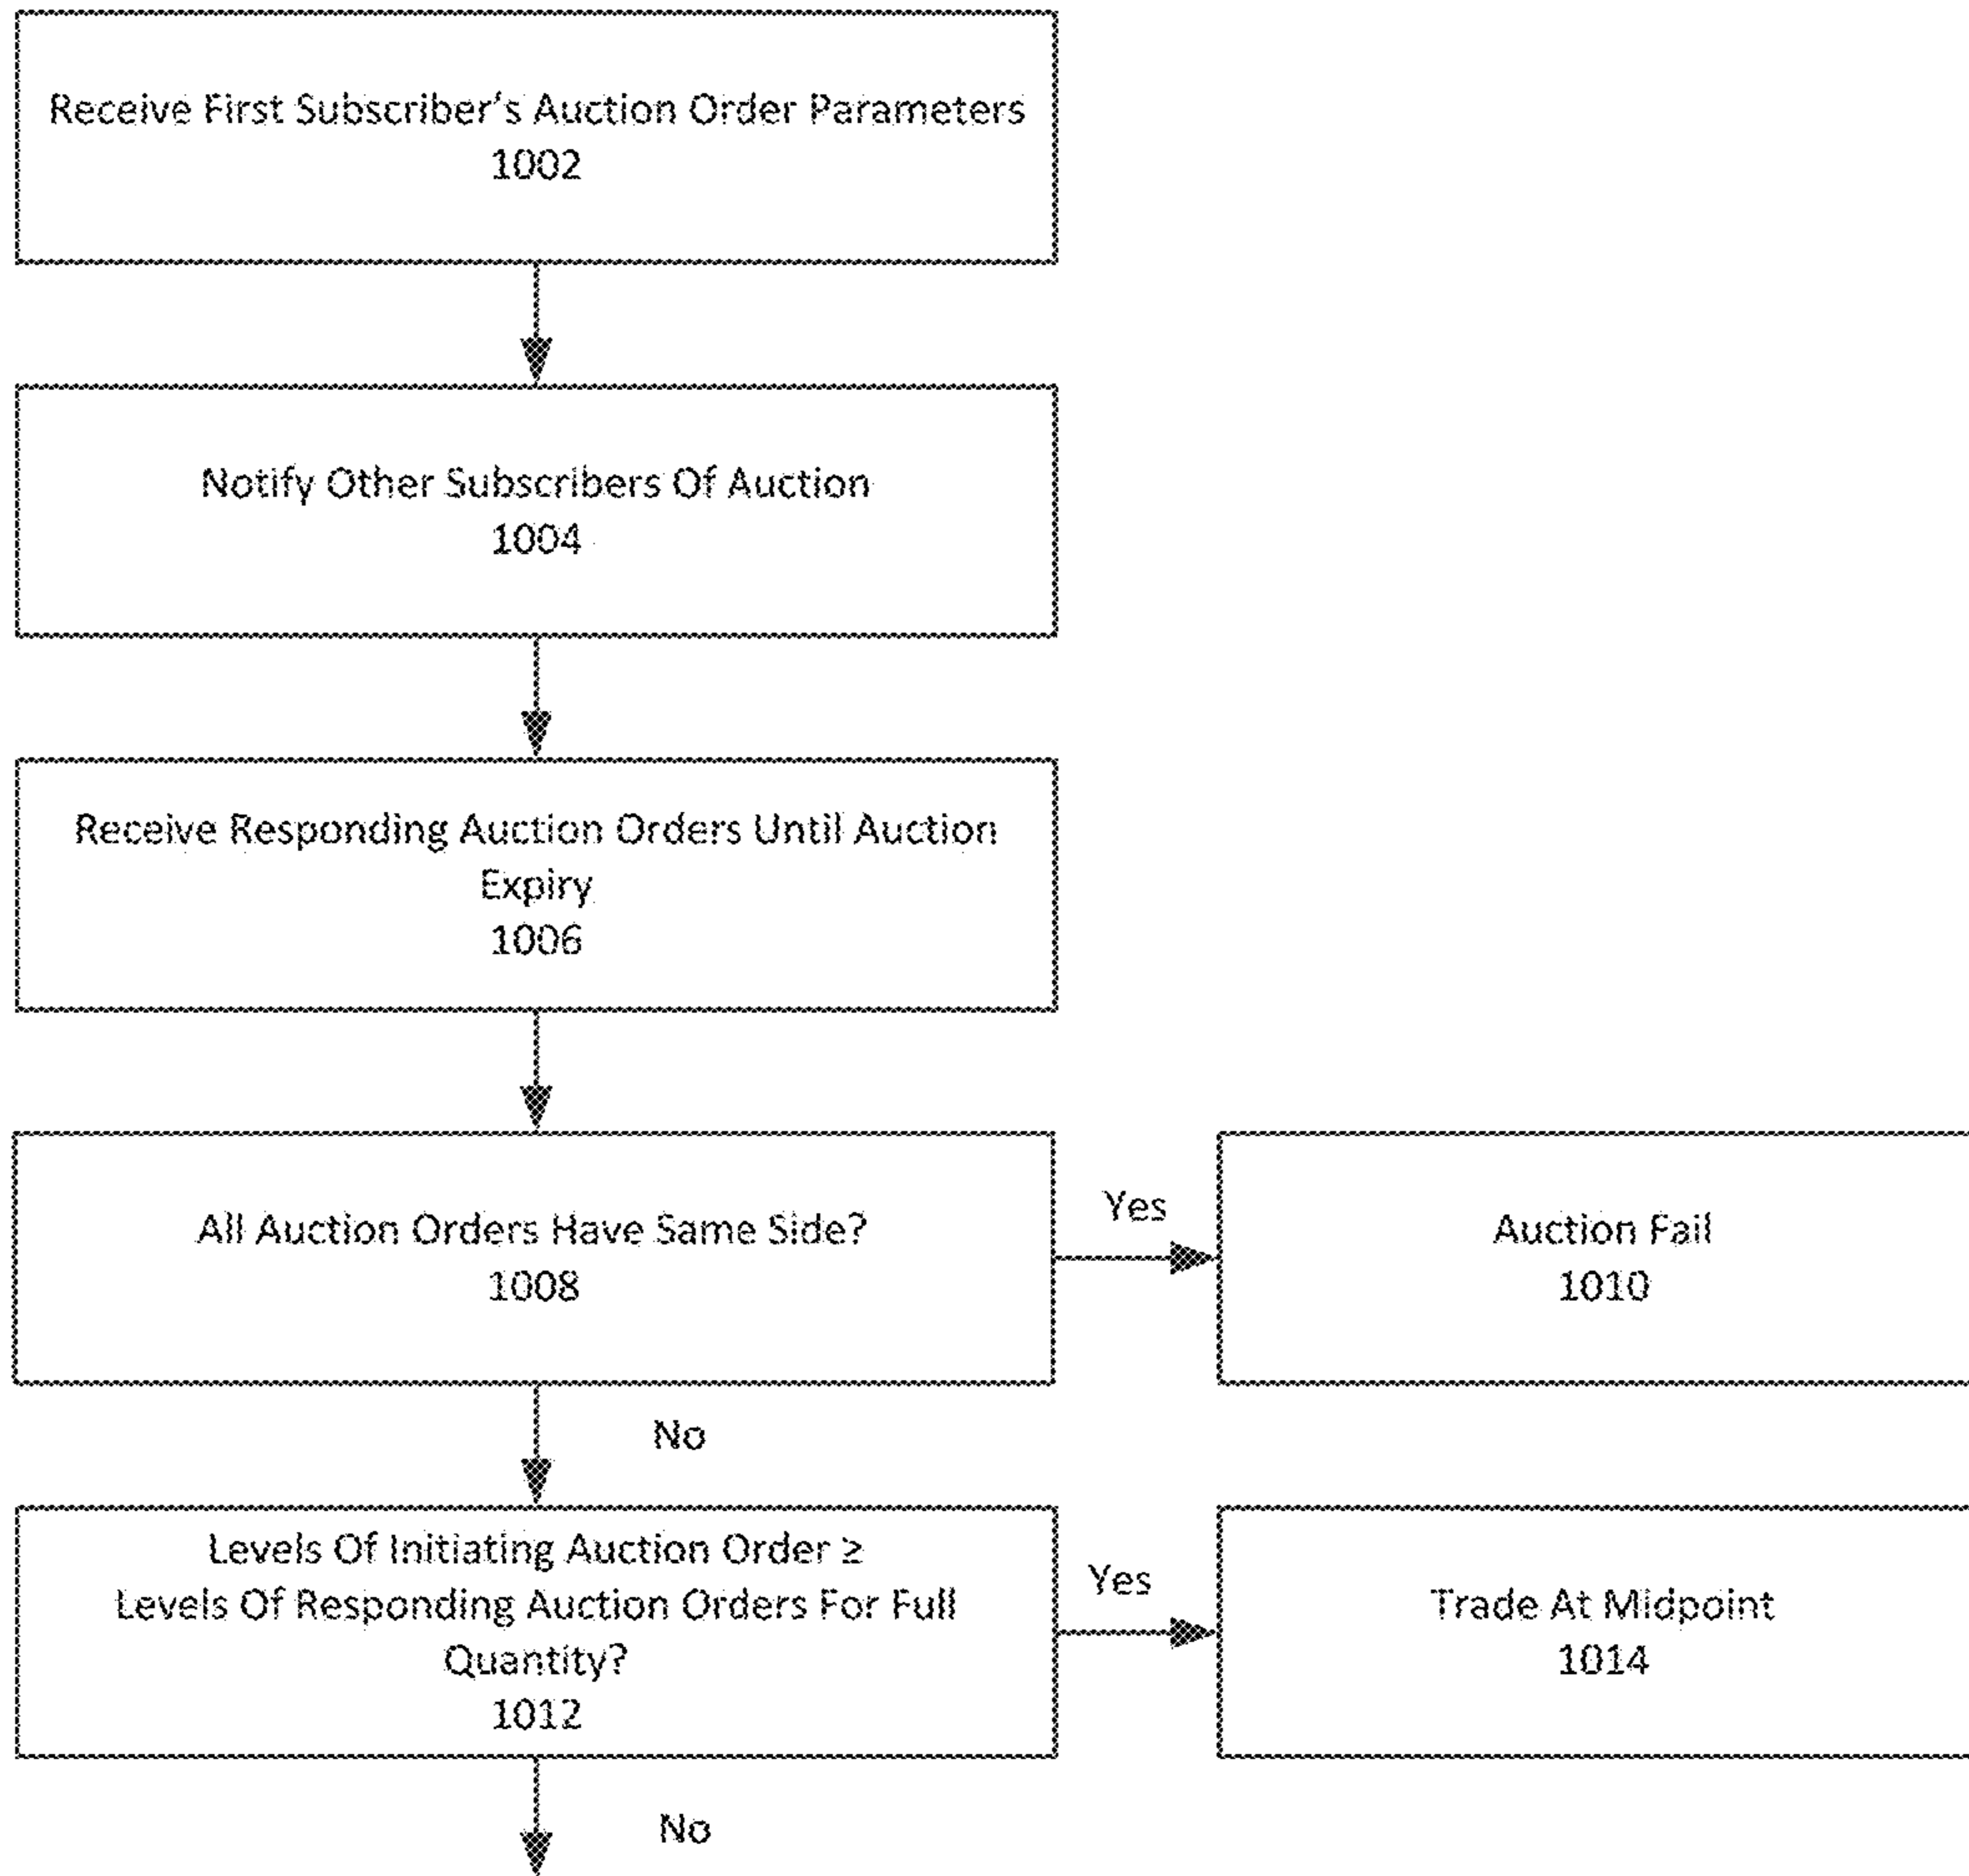 Receive First Subscriber's Auction Order Parameters
1002
Notify Other Subscribers Of Auction
1004
Receive Responding Auction Orders Until Auction
Expiry
1006
All Auction Orders Have Same Side?
1008
Yes
Auction Fail
1010
No
Levels Of Initiating Auction Order ≥
Levels Of Responding Auction Orders For Full
Quantity?
1012
Yes
Trade At Midpoint
1014
No